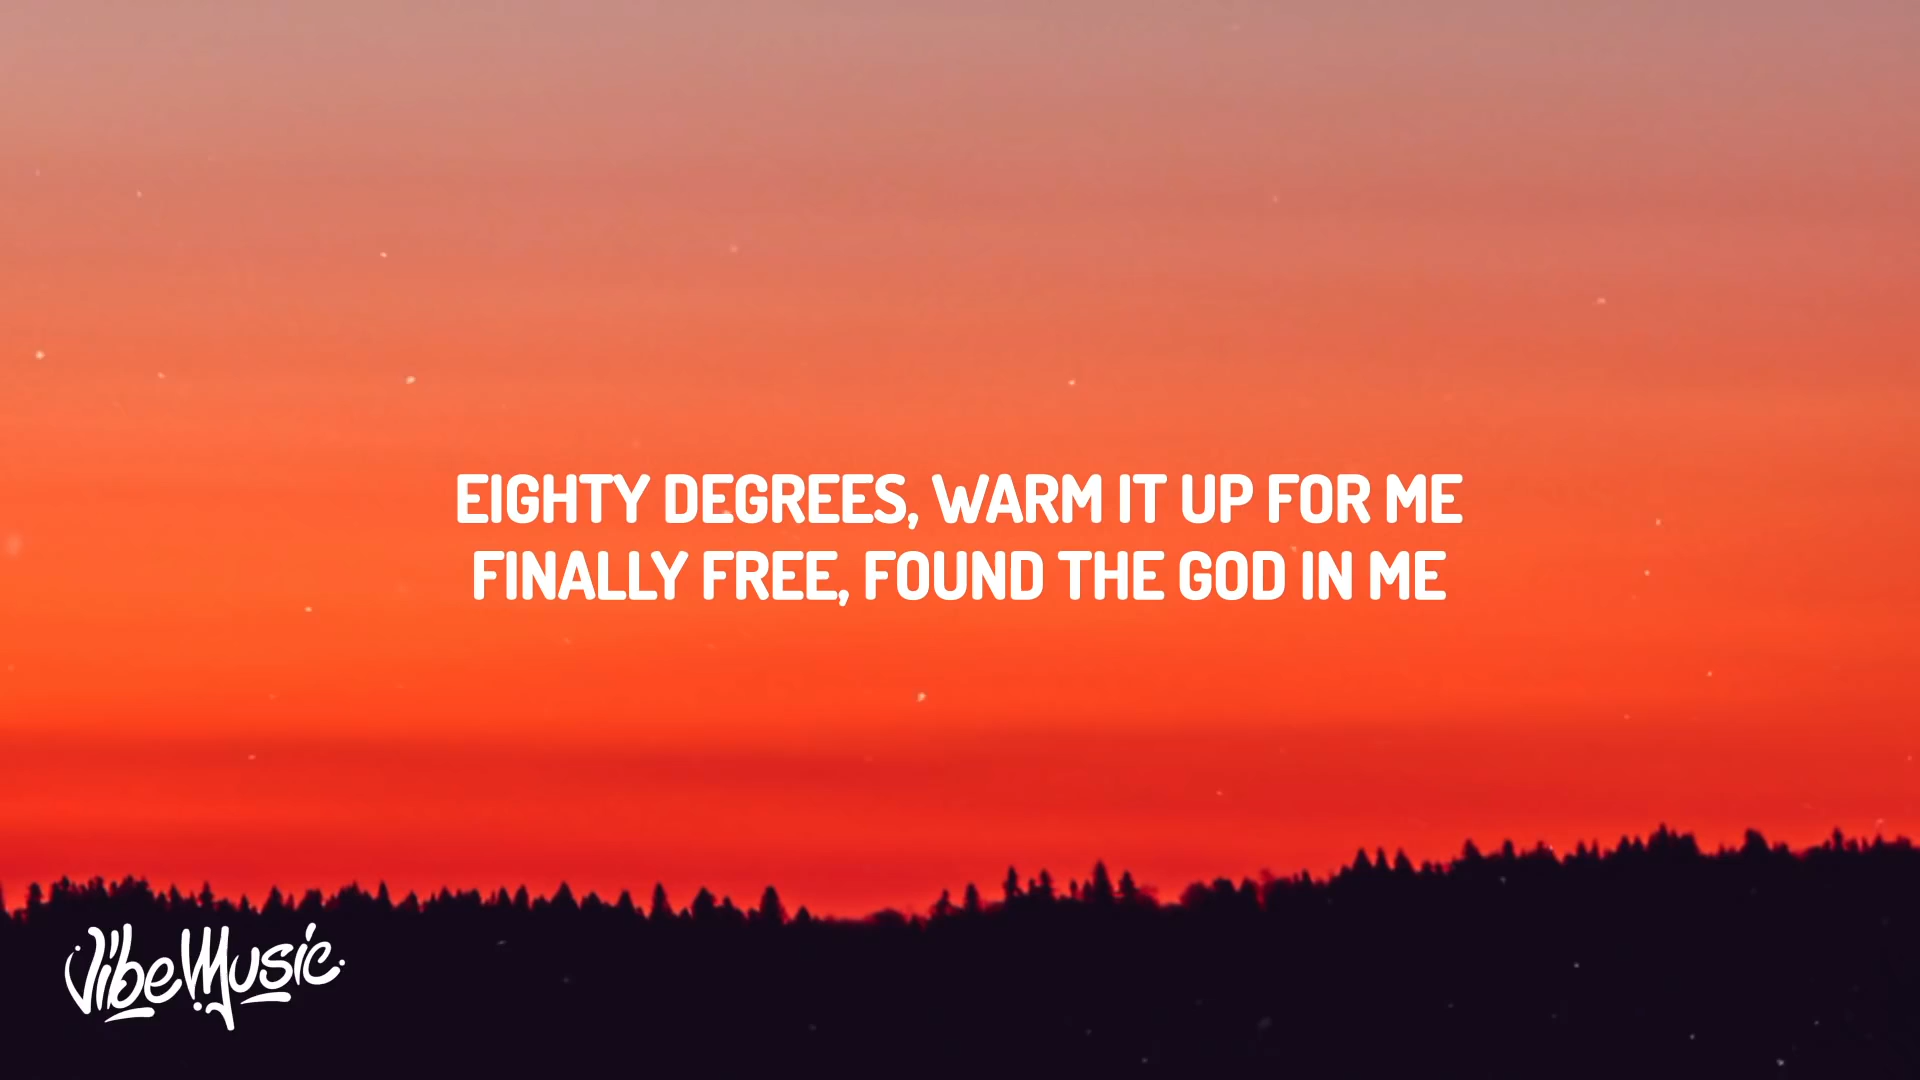 EIGHTY DEGREES, WARM IT UP FOR ME
FINALLY FREE, FOUND THE GOD IN ME
VibeMusic